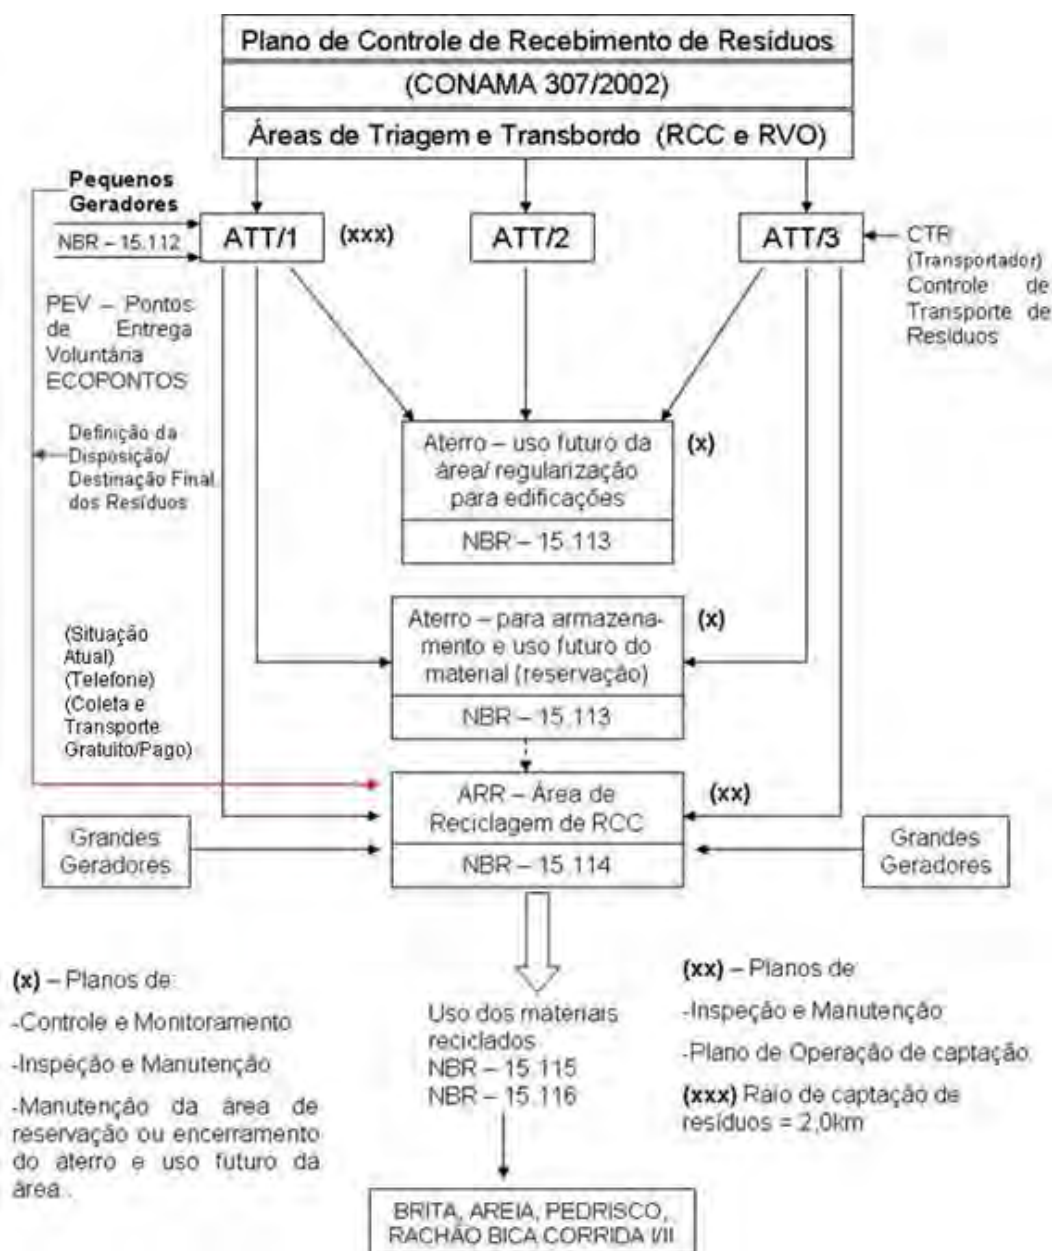 Plano de Controle de Recebimento de Resíduos
(CONAMA 307/2002)
Áreas de Triagem e Transbordo (RCC e RVO)
Pequenos
Geradores
NBR – 15.112
ATT/1
(xxx)
ATT/2
ATT/3
CTR
(Transportador)
Controle de
Transporte de
Resíduos
PEV – Pontos
de Entrega
Voluntária
ECOPONTOS
Definição da
Disposição/
Destinação Final
dos Resíduos
Aterro – uso futuro da
área/ regularização
para edificações
NBR – 15.113
(x)
Aterro – para armazena-
mento e uso futuro do
material (reservação)
NBR – 15.113
(x)
(Situação
Atual)
(Telefone)
(Coleta e
Transporte
Gratuito/Pago)
ARR – Área de
Reciclagem de RCC
NBR – 15.114
(xx)
Grandes
Geradores
Grandes
Geradores
(x) – Planos de
-Controle e Monitoramento
-Inspeção e Manutenção
-Manutenção da área de
reservação ou encerramento
do aterro e uso futuro da
área.
Uso dos materiais
reciclados
NBR – 15.115
NBR – 15.116
(xx) – Planos de
-Inspeção e Manutenção
-Plano de Operação de captação
(xxx) Raio de captação de
resíduos = 2,0km
BRITA, AREIA, PEDRISCO,
RACHÃO BICA CORRIDA I/II